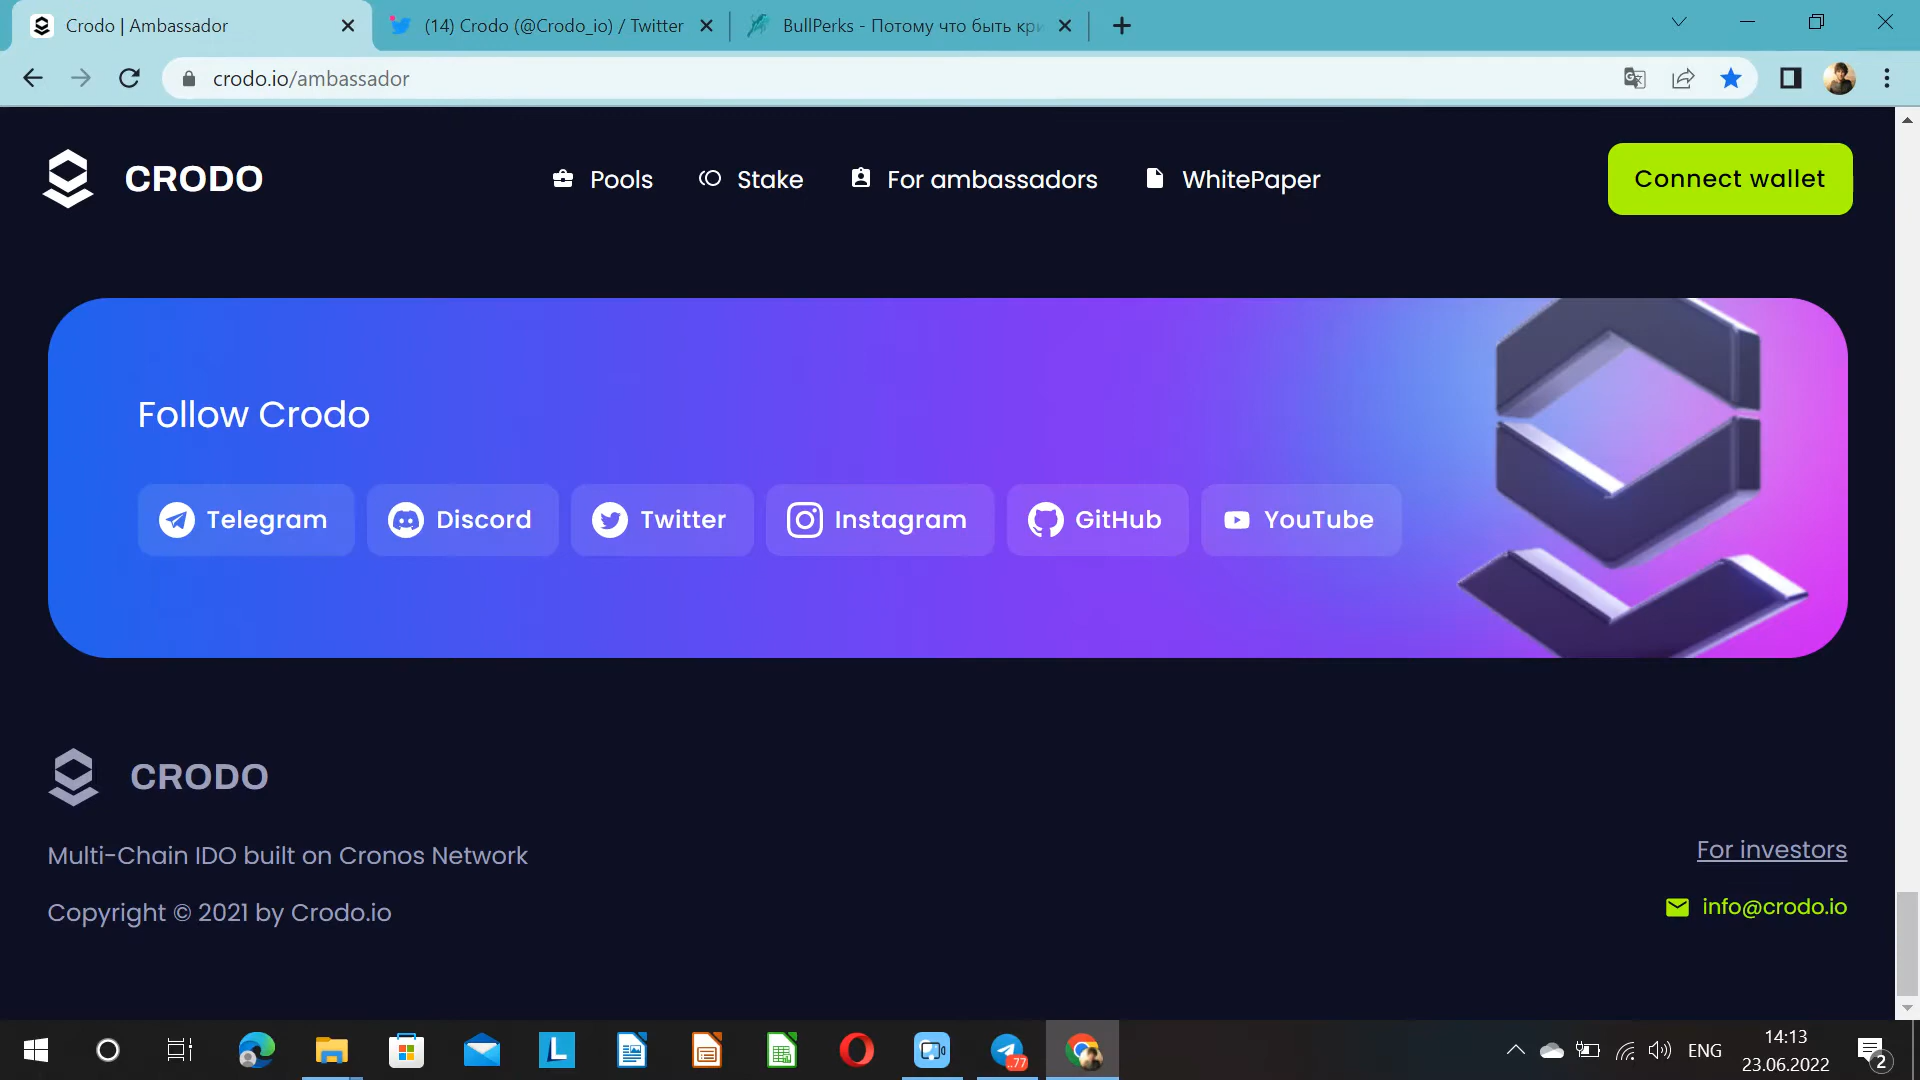 Crodo | Ambassador
(14) Crodo (@Crodo_io) / Twitter
BullPerks - Потому что быть кри
crodo.io/ambassador
CRODO
Pools
Stake
For ambassadors
WhitePaper
Connect wallet
Follow Crodo
Telegram
Discord
Twitter
Instagram
GitHub
YouTube
CRODO
Multi-Chain IDO built on Cronos Network
For investors
Copyright © 2021 by Crodo.io
info@crodo.io
L
..77
ENG
14:13
23.06.2022
2